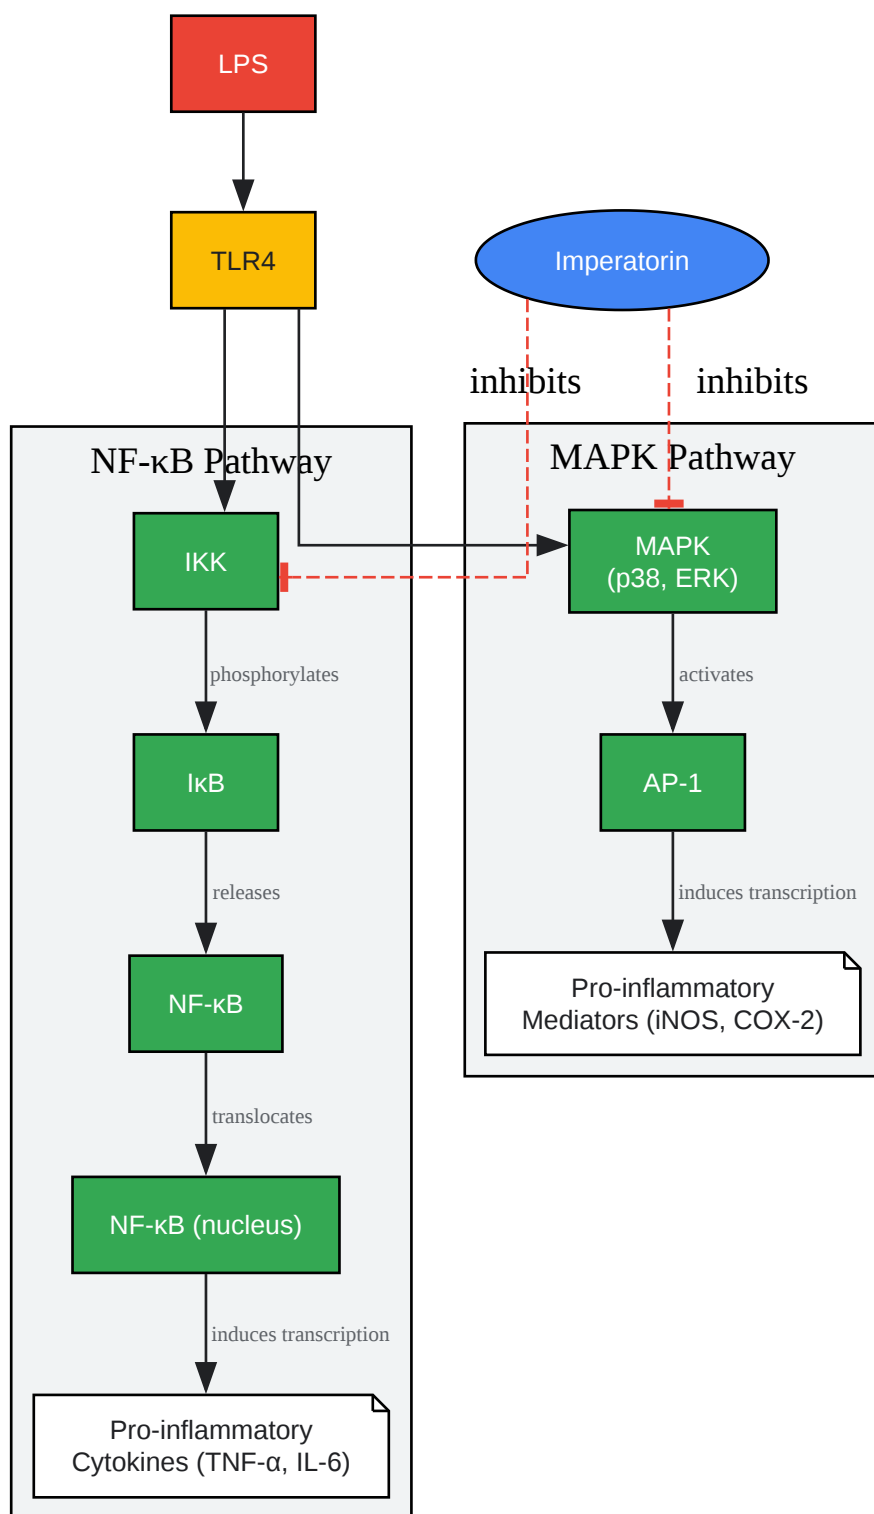 LPS
TLR4
Imperatorin
inhibits
inhibits
NF-κB Pathway
MAPK Pathway
IKK
MAPK
(p38, ERK)
phosphorylates
activates
IκB
AP-1
releases
induces transcription
NF-κB
Pro-inflammatory
Mediators (iNOS, COX-2)
translocates
NF-κB (nucleus)
induces transcription
Pro-inflammatory
Cytokines (TNF-α, IL-6)